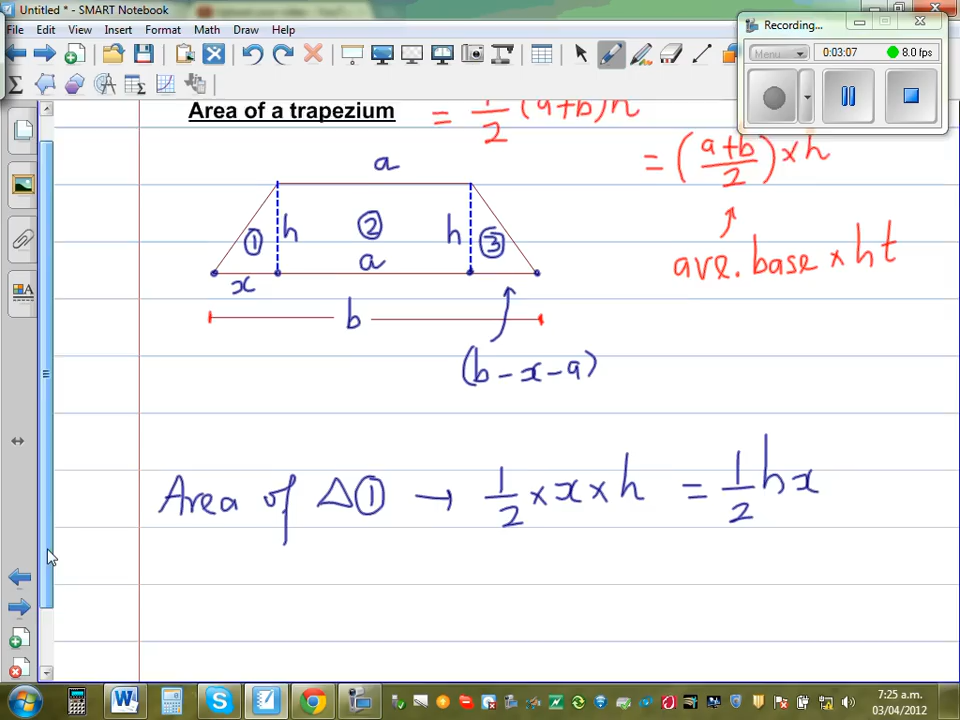 Untitled * - SMART Notebook
File Edit View Insert Format Math Draw Help
Recording...
Menu 0:03:07 8.0 fps
Area of a trapezium
= 1/2 (a+b)h
= (a+b/2) × h
ave. base × ht
a
① h ② h ③
x a
b
(b - x - a)
Area of △① → 1/2 × x × h = 1/2 hx
7:25 a.m.
03/04/2012